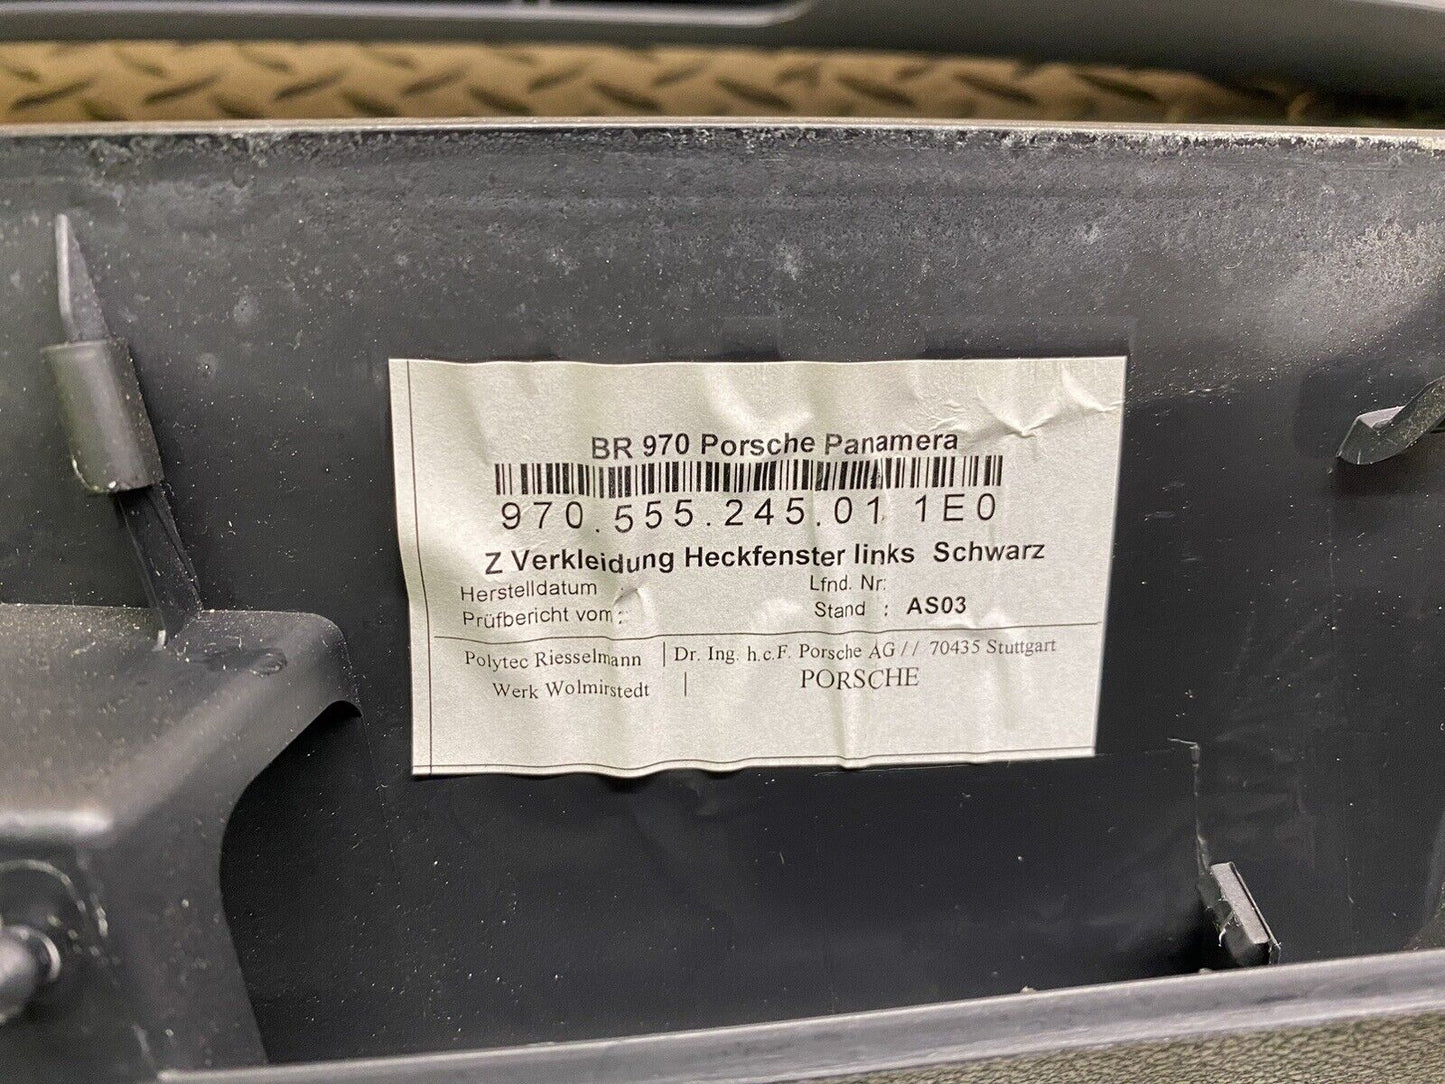 BR 970 Porsche Panamera
970.555.245.01 1E0
Z Verkleidung Heckfenster links Schwarz
Herstelldatum Lfnd. Nr:
Prüfbericht vom : Stand : AS03
Polytec Riesselmann | Dr. Ing. h.c.F. Porsche AG // 70435 Stuttgart
Werk Wolmirstedt | PORSCHE